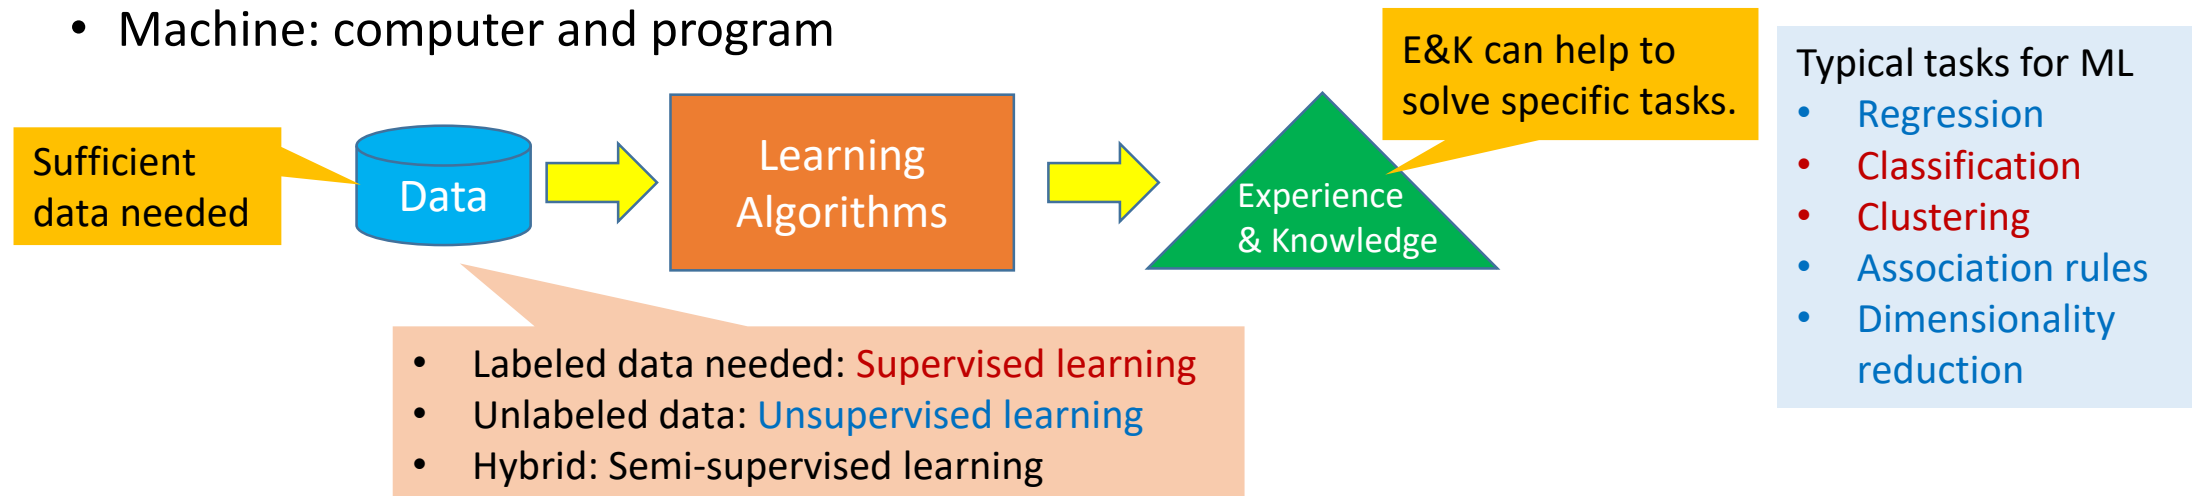 • Machine: computer and program
Sufficient
data needed
Data
Learning
Algorithms
Experience
& Knowledge
E&K can help to
solve specific tasks.
• Labeled data needed: Supervised learning
• Unlabeled data: Unsupervised learning
• Hybrid: Semi-supervised learning
Typical tasks for ML
• Regression
• Classification
• Clustering
• Association rules
• Dimensionality
reduction